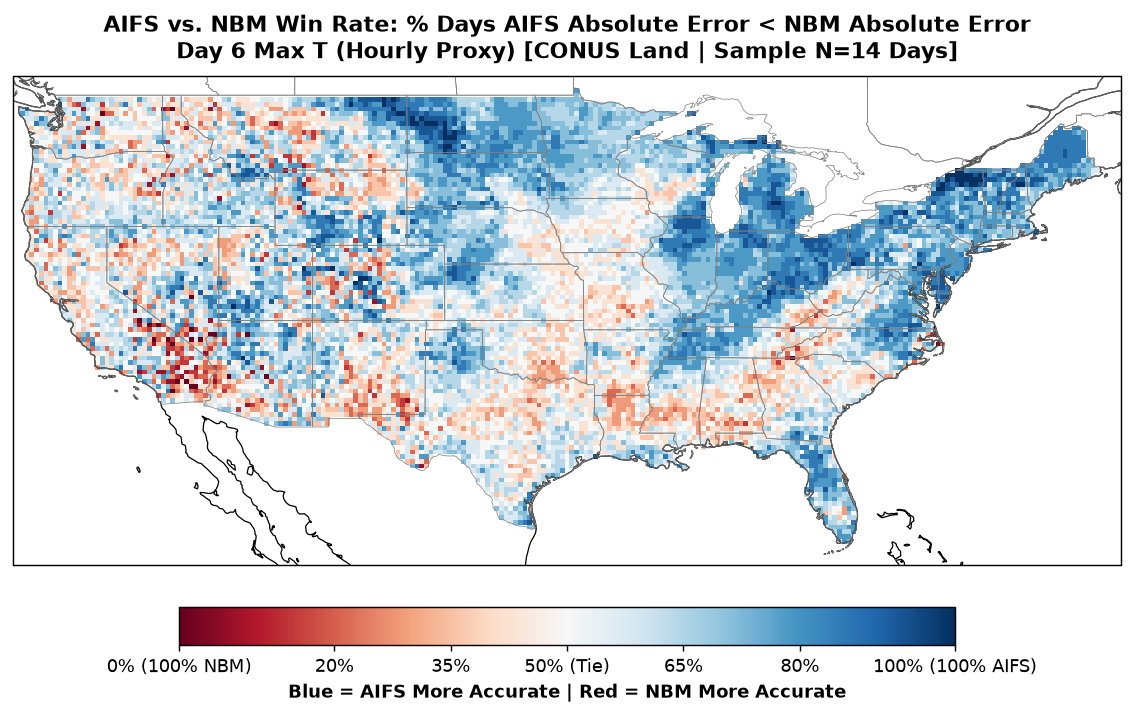 AIFS vs. NBM Win Rate: % Days AIFS Absolute Error < NBM Absolute Error
Day 6 Max T (Hourly Proxy) [CONUS Land | Sample N=14 Days]
0% (100% NBM) 20% 35% 50% (Tie) 65% 80% 100% (100% AIFS)
Blue = AIFS More Accurate | Red = NBM More Accurate